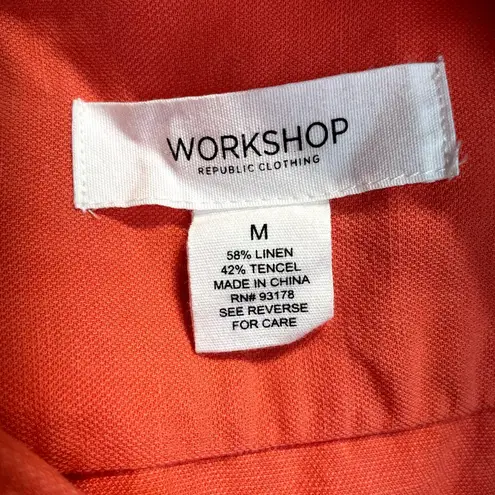 WORKSHOP
REPUBLIC CLOTHING
M
58% LINEN
42% TENCEL
MADE IN CHINA
RN# 93178
SEE REVERSE
FOR CARE